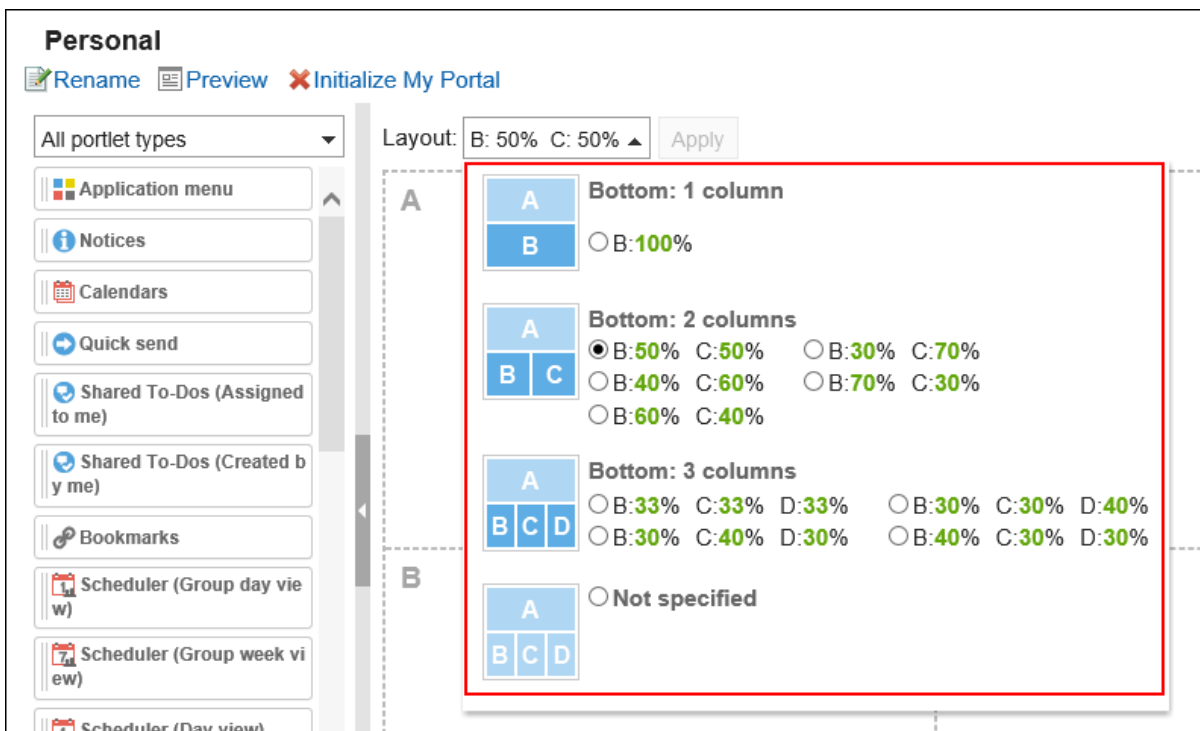 Personal
Rename Preview Initialize My Portal
All portlet types
Application menu
Notices
Calendars
Quick send
Shared To-Dos (Assigned
to me)
Shared To-Dos (Created b
y me)
Bookmarks
Scheduler (Group day vie
w)
Scheduler (Group week vi
ew)
Scheduler (Day view)
Layout: B: 50% C: 50% Apply
A
B
A
B
Bottom: 1 column
B:100%
A
B C
Bottom: 2 columns
B:50% C:50% B:30% C:70%
B:40% C:60% B:70% C:30%
B:60% C:40%
A
B C D
Bottom: 3 columns
B:33% C:33% D:33% B:30% C:30% D:40%
B:30% C:40% D:30% B:40% C:30% D:30%
A
B C D
Not specified